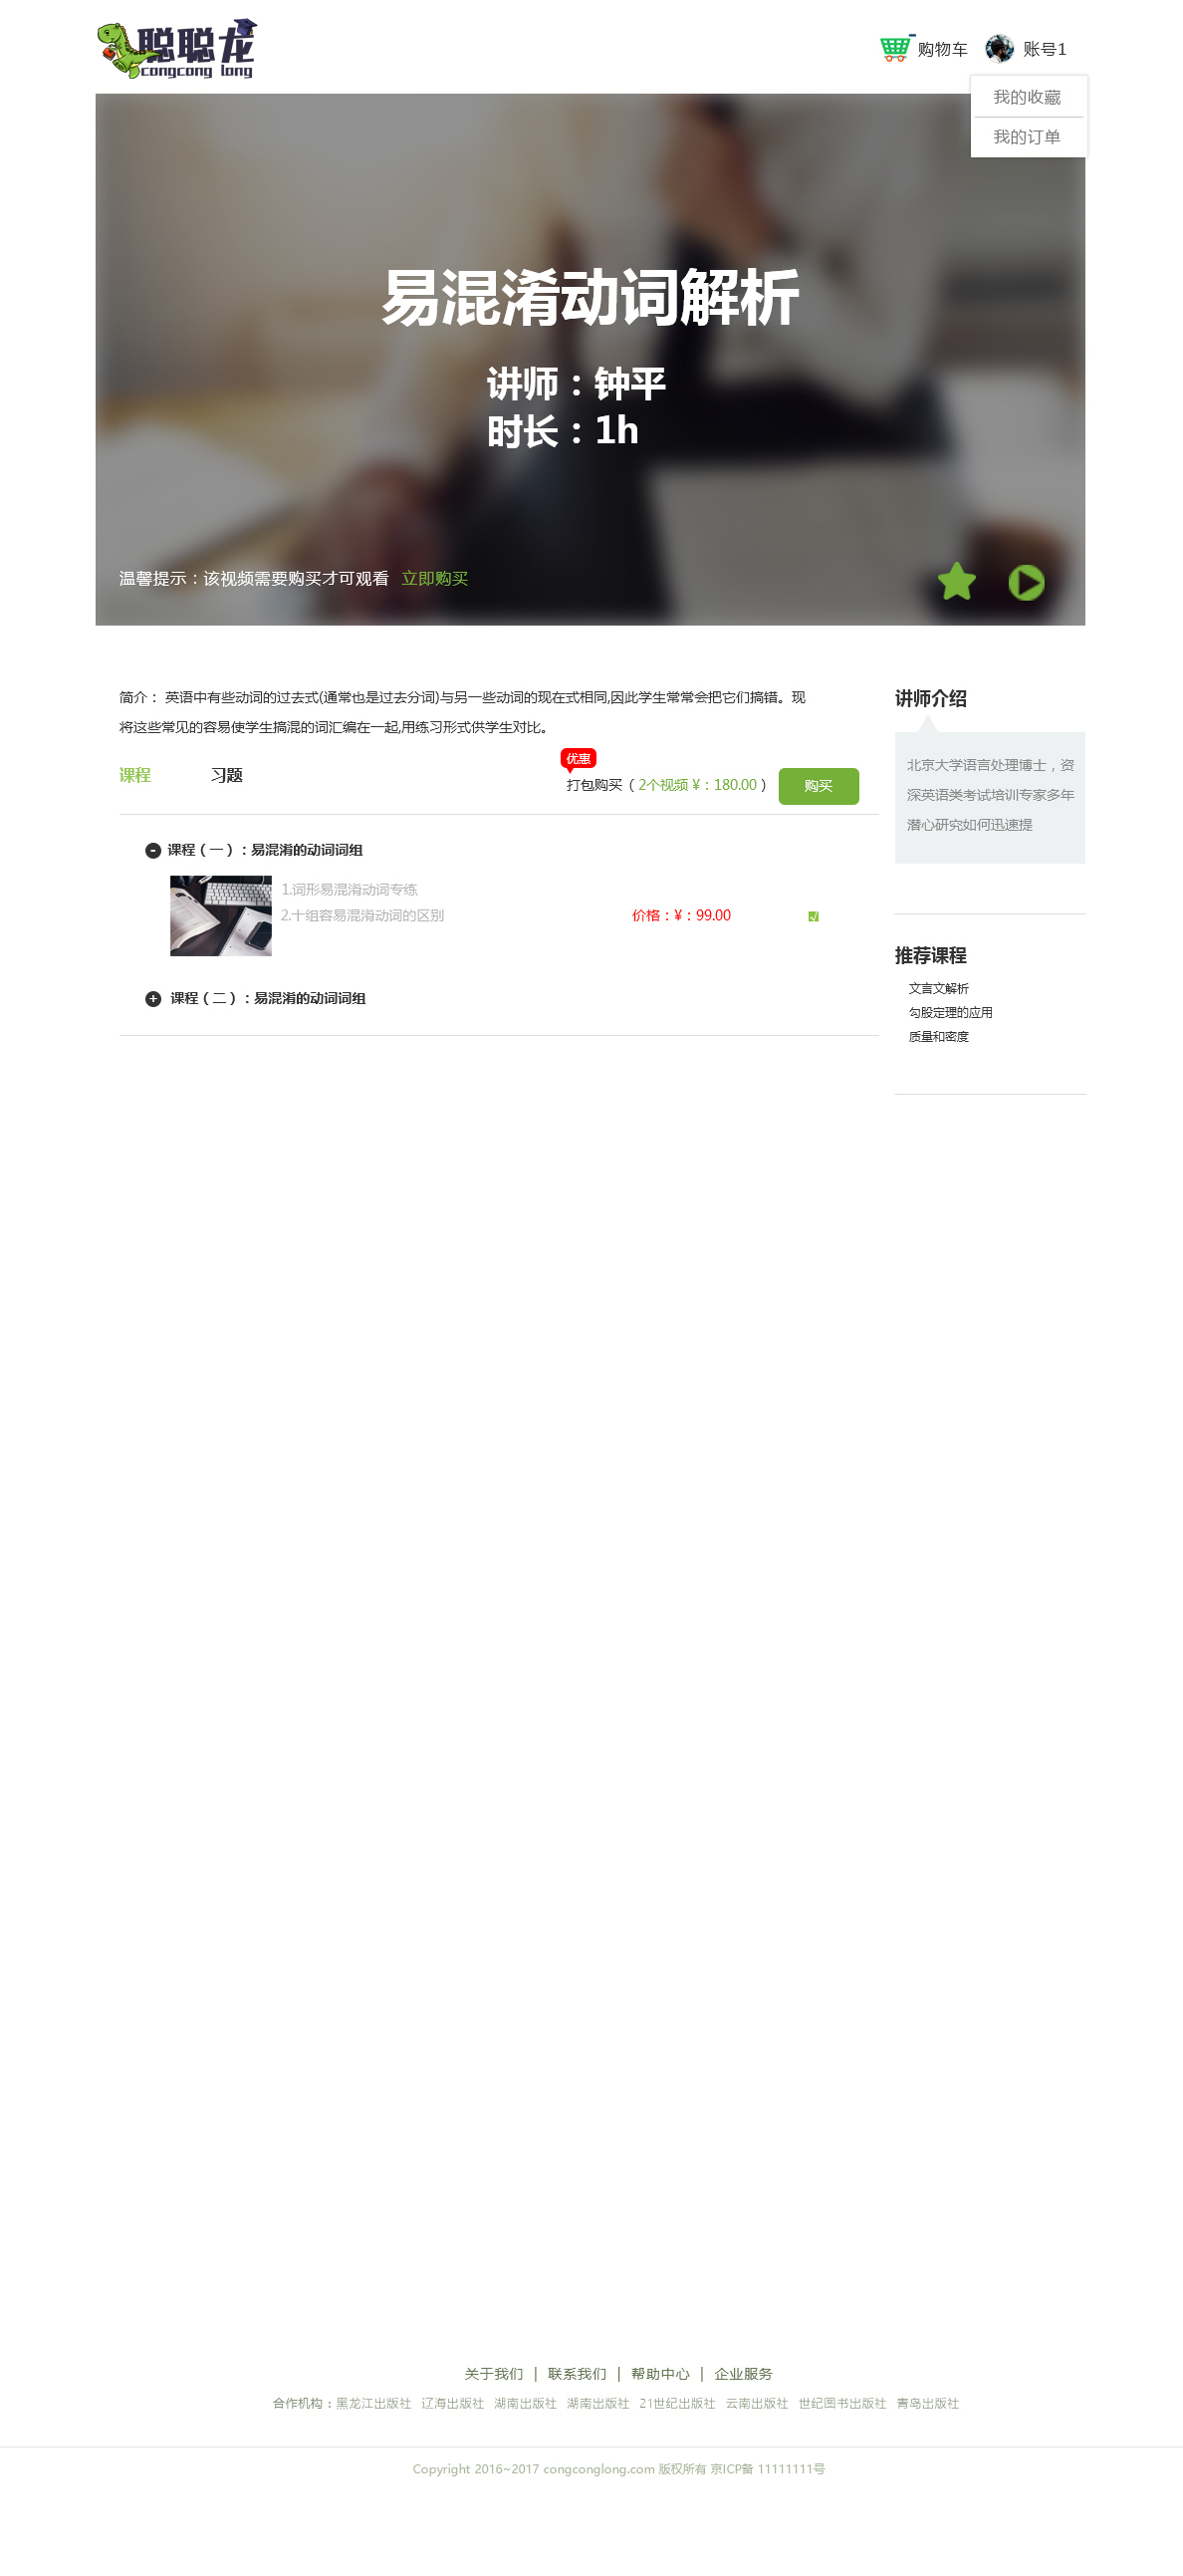 聪聪龙
congcong long
购物车
账号1
我的收藏
我的订单
易混淆动词解析
讲师：钟平
时长：1h
温馨提示：该视频需要购买才可观看 立即购买
简介： 英语中有些动词的过去式(通常也是过去分词)与另一些动词的现在式相同,因此学生常常会把它们搞错。现
将这些常见的容易使学生搞混的词汇编在一起,用练习形式供学生对比。
课程 习题
优惠
打包购买（2个视频 ¥：180.00）
购买
- 课程（一）：易混淆的动词词组
1.词形易混淆动词专练
2.十组容易混淆动词的区别
价格：¥：99.00
+ 课程（二）：易混淆的动词词组
讲师介绍
北京大学语言处理博士，资
深英语类考试培训专家多年
潜心研究如何迅速提
推荐课程
文言文解析
勾股定理的应用
质量和密度
关于我们 | 联系我们 | 帮助中心 | 企业服务
合作机构：黑龙江出版社 辽海出版社 湖南出版社 湖南出版社 21世纪出版社 云南出版社 世纪图书出版社 青岛出版社
Copyright 2016~2017 congconglong.com 版权所有 京ICP备 11111111号